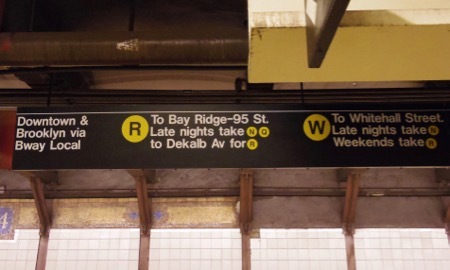 Downtown &
Brooklyn via
Bway Local
R
To Bay Ridge-95 St.
Late nights take N Q
to Dekalb Av for R
W
To Whitehall Street.
Late nights take N
Weekends take R
4